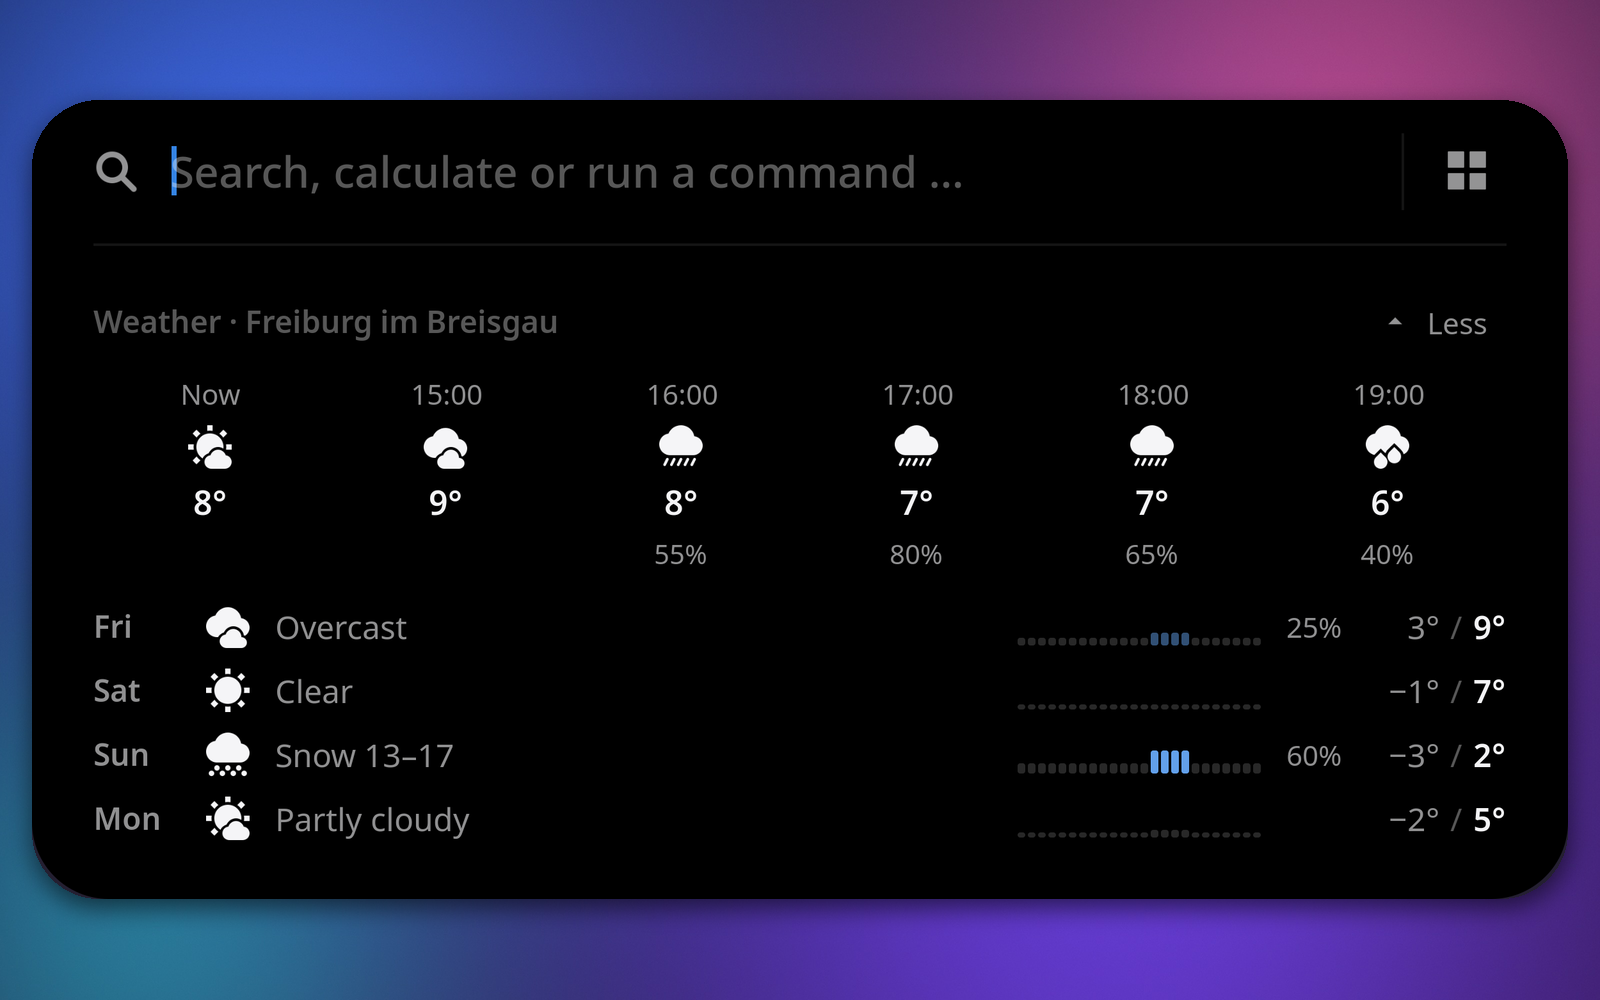 Search, calculate or run a command ...
Weather · Freiburg im Breisgau
Less
Now 15:00 16:00 17:00 18:00 19:00
8° 9° 8° 7° 7° 6°
55% 80% 65% 40%
Fri Overcast 25% 3° / 9°
Sat Clear −1° / 7°
Sun Snow 13–17 60% −3° / 2°
Mon Partly cloudy −2° / 5°